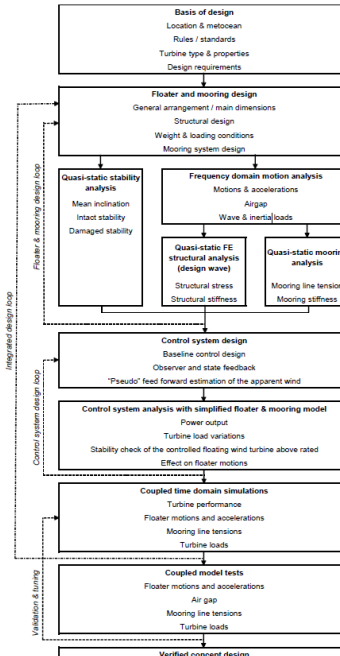 Basis of design
Location & metocean
Rules / standards
Turbine type & properties
Design requirements
Floater and mooring design
General arrangement / main dimensions
Structural design
Weight & loading conditions
Mooring system design
Quasi-static stability
analysis
Mean inclination
Intact stability
Damaged stability
Frequency domain motion analysis
Motions & accelerations
Airgap
Wave & inertia loads
Quasi-static FE
structural analysis
(design wave)
Structural stress
Structural stiffness
Quasi-static mooring
analysis
Mooring line tension
Mooring stiffness
Control system design
Baseline control design
Observer and state feedback
"Pseudo" feed forward estimation of the apparent wind
Control system analysis with simplified floater & mooring model
Power output
Turbine load variations
Stability check of the controlled floating wind turbine above rated
Effect on floater motions
Coupled time domain simulations
Turbine performance
Floater motions and accelerations
Mooring line tensions
Turbine loads
Coupled model tests
Floater motions and accelerations
Air gap
Mooring line tensions
Turbine loads
Verified concept design
Integrated design loop
Floater & mooring design loop
Control system design loop
Validation & tuning